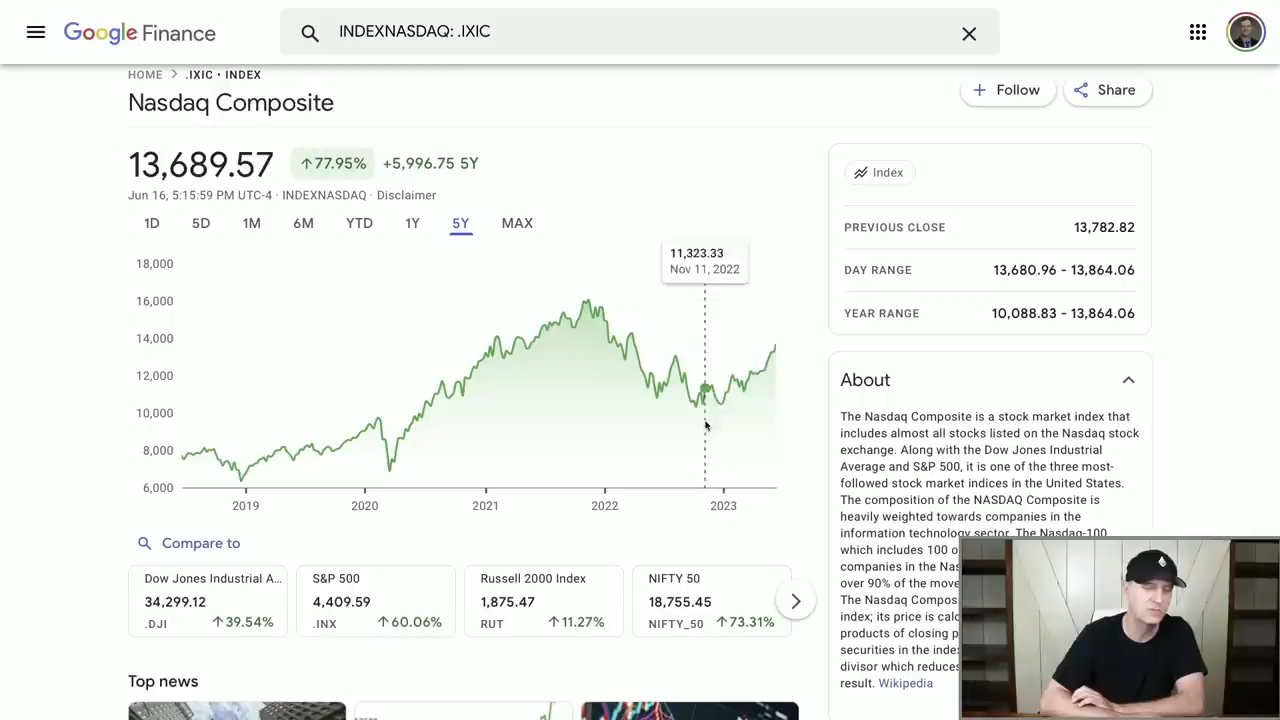 Google Finance
INDEXNASDAQ: .IXIC
HOME > .IXIC • INDEX
Nasdaq Composite
+ Follow
Share
13,689.57
↑77.95%
+5,996.75 5Y
Jun 16, 5:15:59 PM UTC-4 · INDEXNASDAQ · Disclaimer
1D 5D 1M 6M YTD 1Y 5Y MAX
11,323.33
Nov 11, 2022
18,000
16,000
14,000
12,000
10,000
8,000
6,000
2019 2020 2021 2022 2023
Compare to
Dow Jones Industrial A...
34,299.12
.DJI ↑39.54%
S&P 500
4,409.59
.INX ↑60.06%
Russell 2000 Index
1,875.47
RUT ↑11.27%
NIFTY 50
18,755.45
NIFTY_50 ↑73.31%
Top news
Index
PREVIOUS CLOSE 13,782.82
DAY RANGE 13,680.96 - 13,864.06
YEAR RANGE 10,088.83 - 13,864.06
About
The Nasdaq Composite is a stock market index that
includes almost all stocks listed on the Nasdaq stock
exchange. Along with the Dow Jones Industrial
Average and S&P 500, it is one of the three most-
followed stock market indices in the United States.
The composition of the NASDAQ Composite is
heavily weighted towards companies in the
information technology sector. The Nasdaq-100
which includes 100 o
companies in the Nas
over 90% of the move
The Nasdaq Compos
index; its price is calc
products of closing p
securities in the index
divisor which reduces
result. Wikipedia